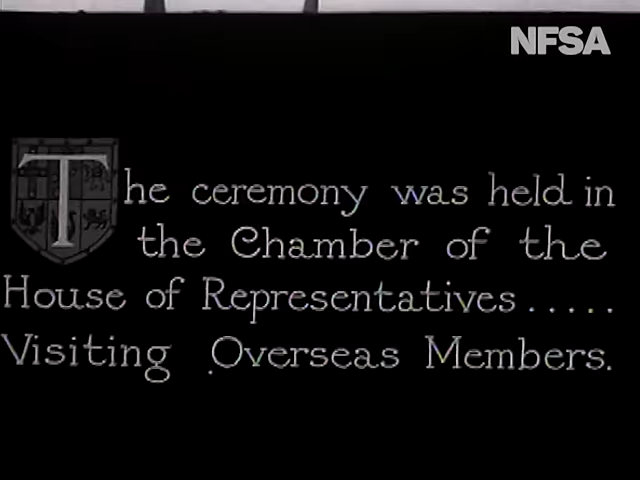 NFSA
The ceremony was held in
the Chamber of the
House of Representatives.....
Visiting Overseas Members.